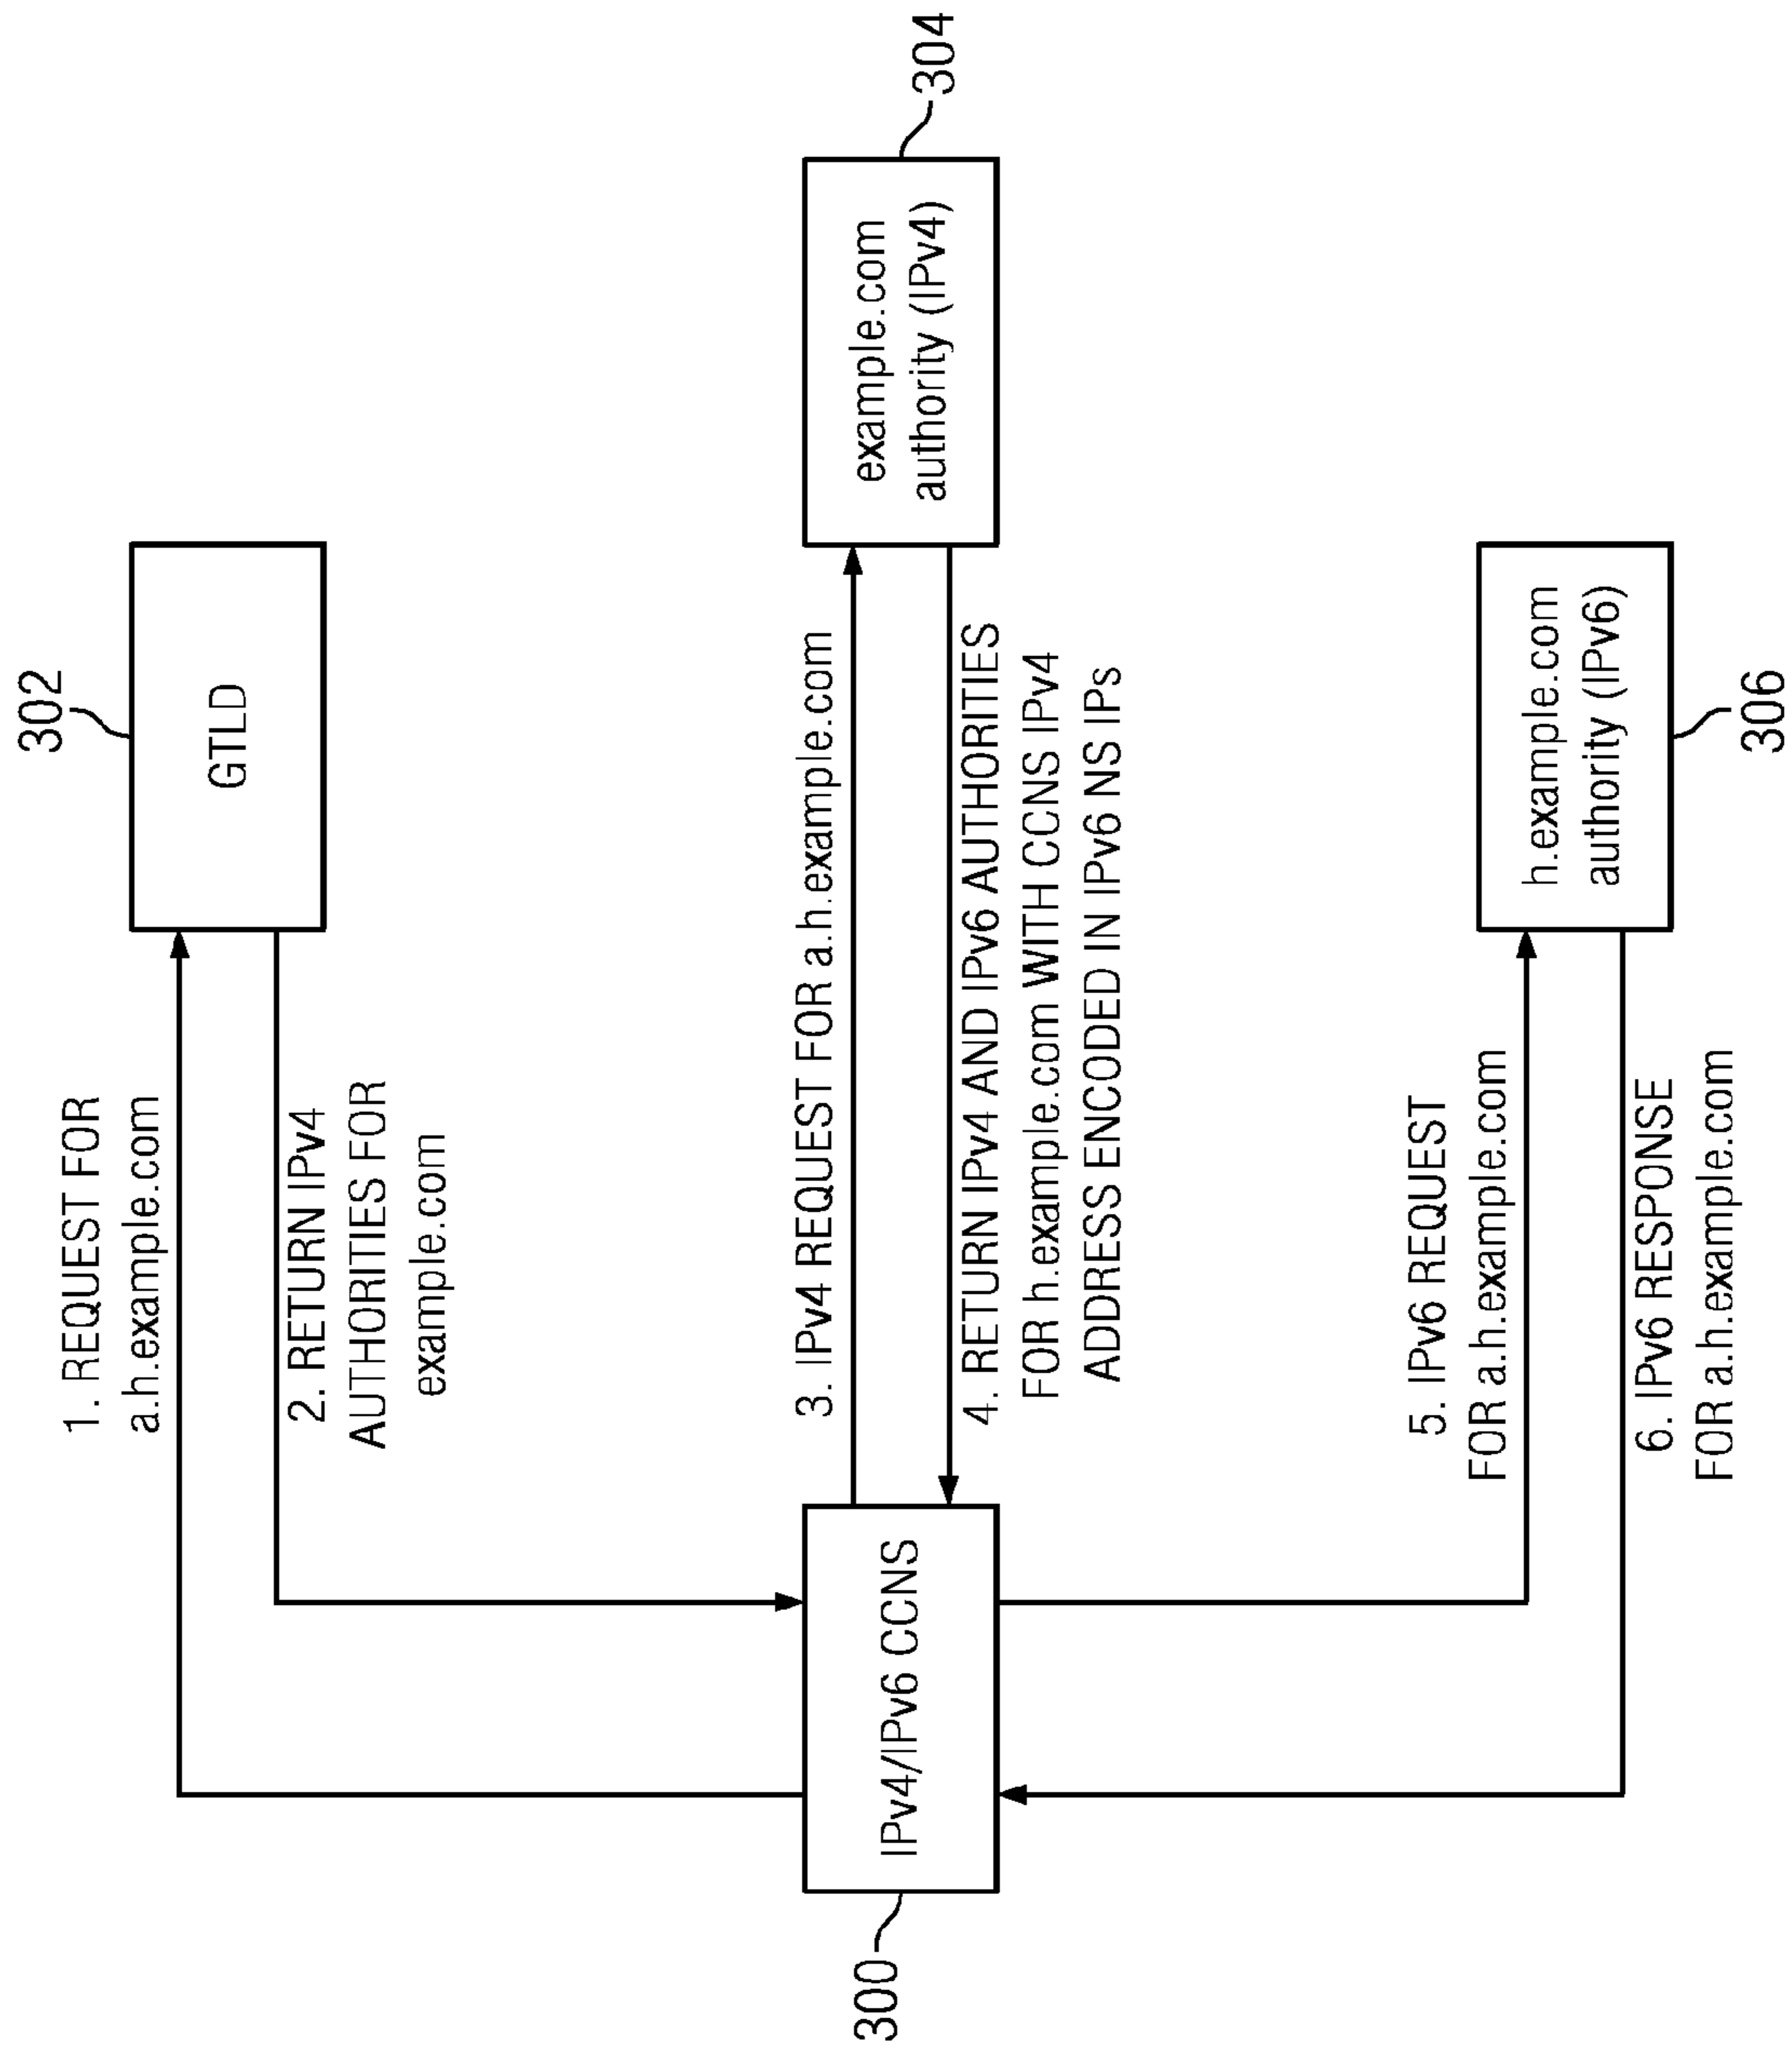 302
GTLD
1. REQUEST FOR
a.h.example.com
2. RETURN IPv4
AUTHORITIES FOR
example.com
300
IPv4/IPv6 CCNS
3. IPv4 REQUEST FOR a.h.example.com
4. RETURN IPv4 AND IPv6 AUTHORITIES
FOR h.example.com WITH CCNS IPv4
ADDRESS ENCODED IN IPv6 NS IPs
example.com
authority (IPv4)
304
5. IPv6 REQUEST
FOR a.h.example.com
6. IPv6 RESPONSE
FOR a.h.example.com
h.example.com
authority (IPv6)
306